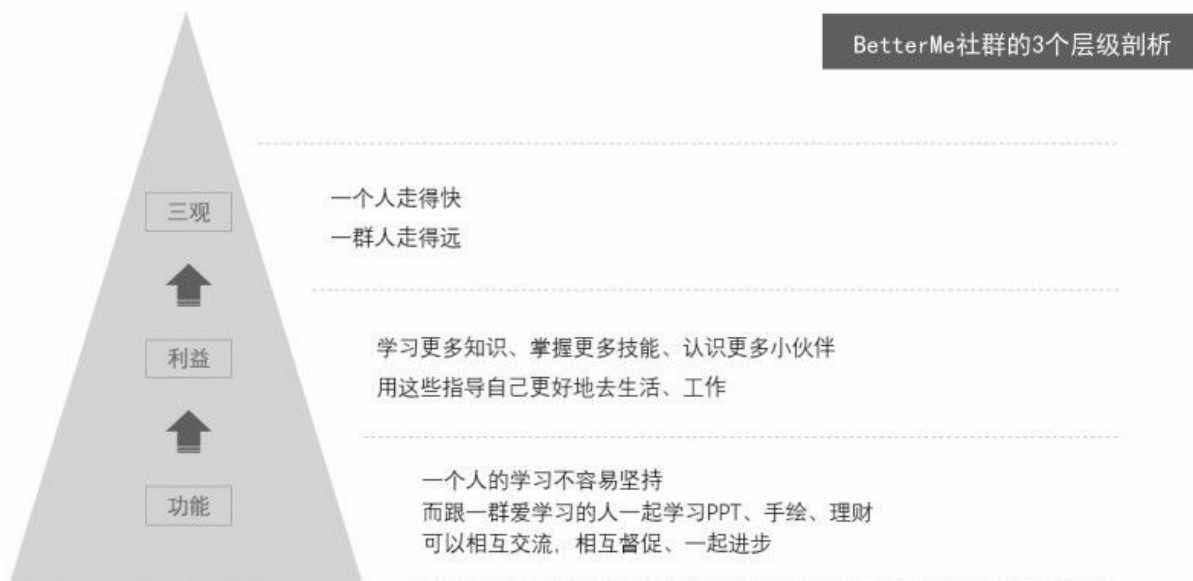 BetterMe社群的3个层级剖析
三观
一个人走得快
一群人走得远
利益
学习更多知识、掌握更多技能、认识更多小伙伴
用这些指导自己更好地去生活、工作
功能
一个人的学习不容易坚持
而跟一群爱学习的人一起学习PPT、手绘、理财
可以相互交流，相互督促、一起进步